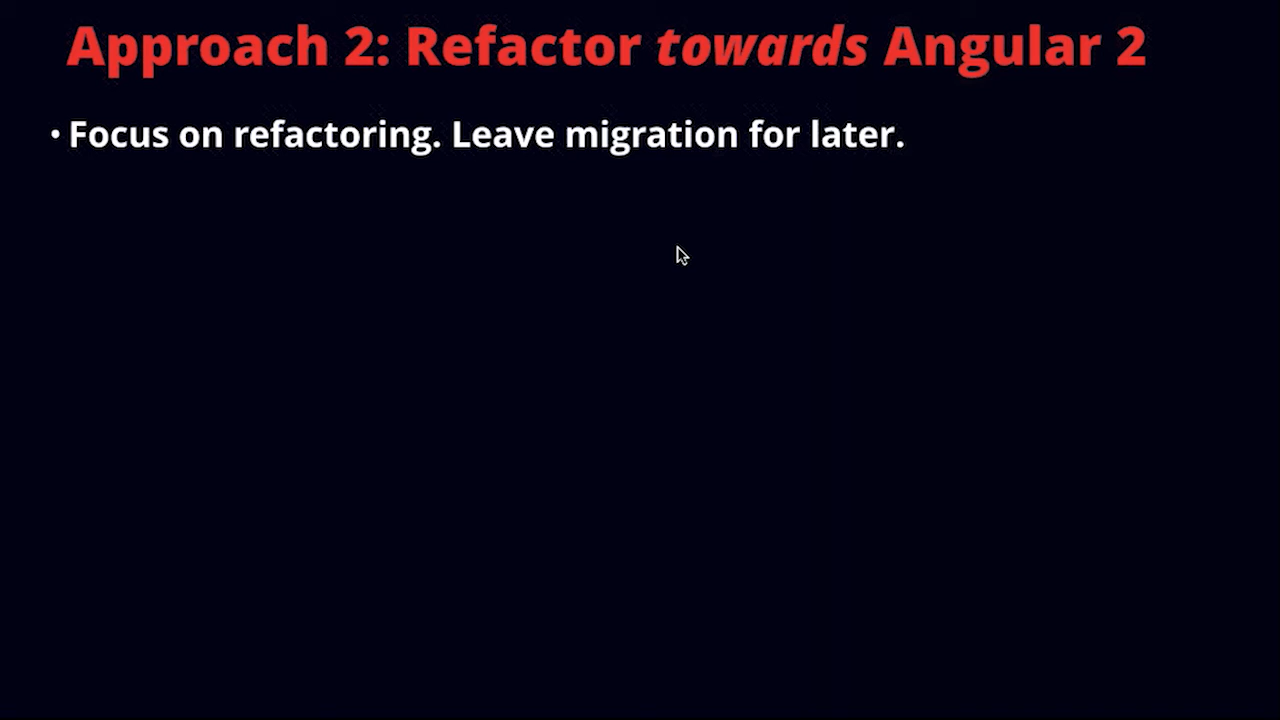 Approach 2: Refactor towards Angular 2
• Focus on refactoring. Leave migration for later.